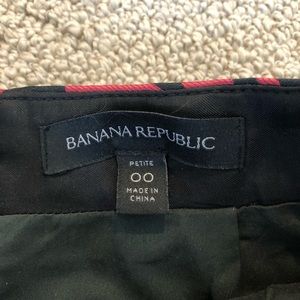 BANANA REPUBLIC
PETITE
00
MADE IN
CHINA